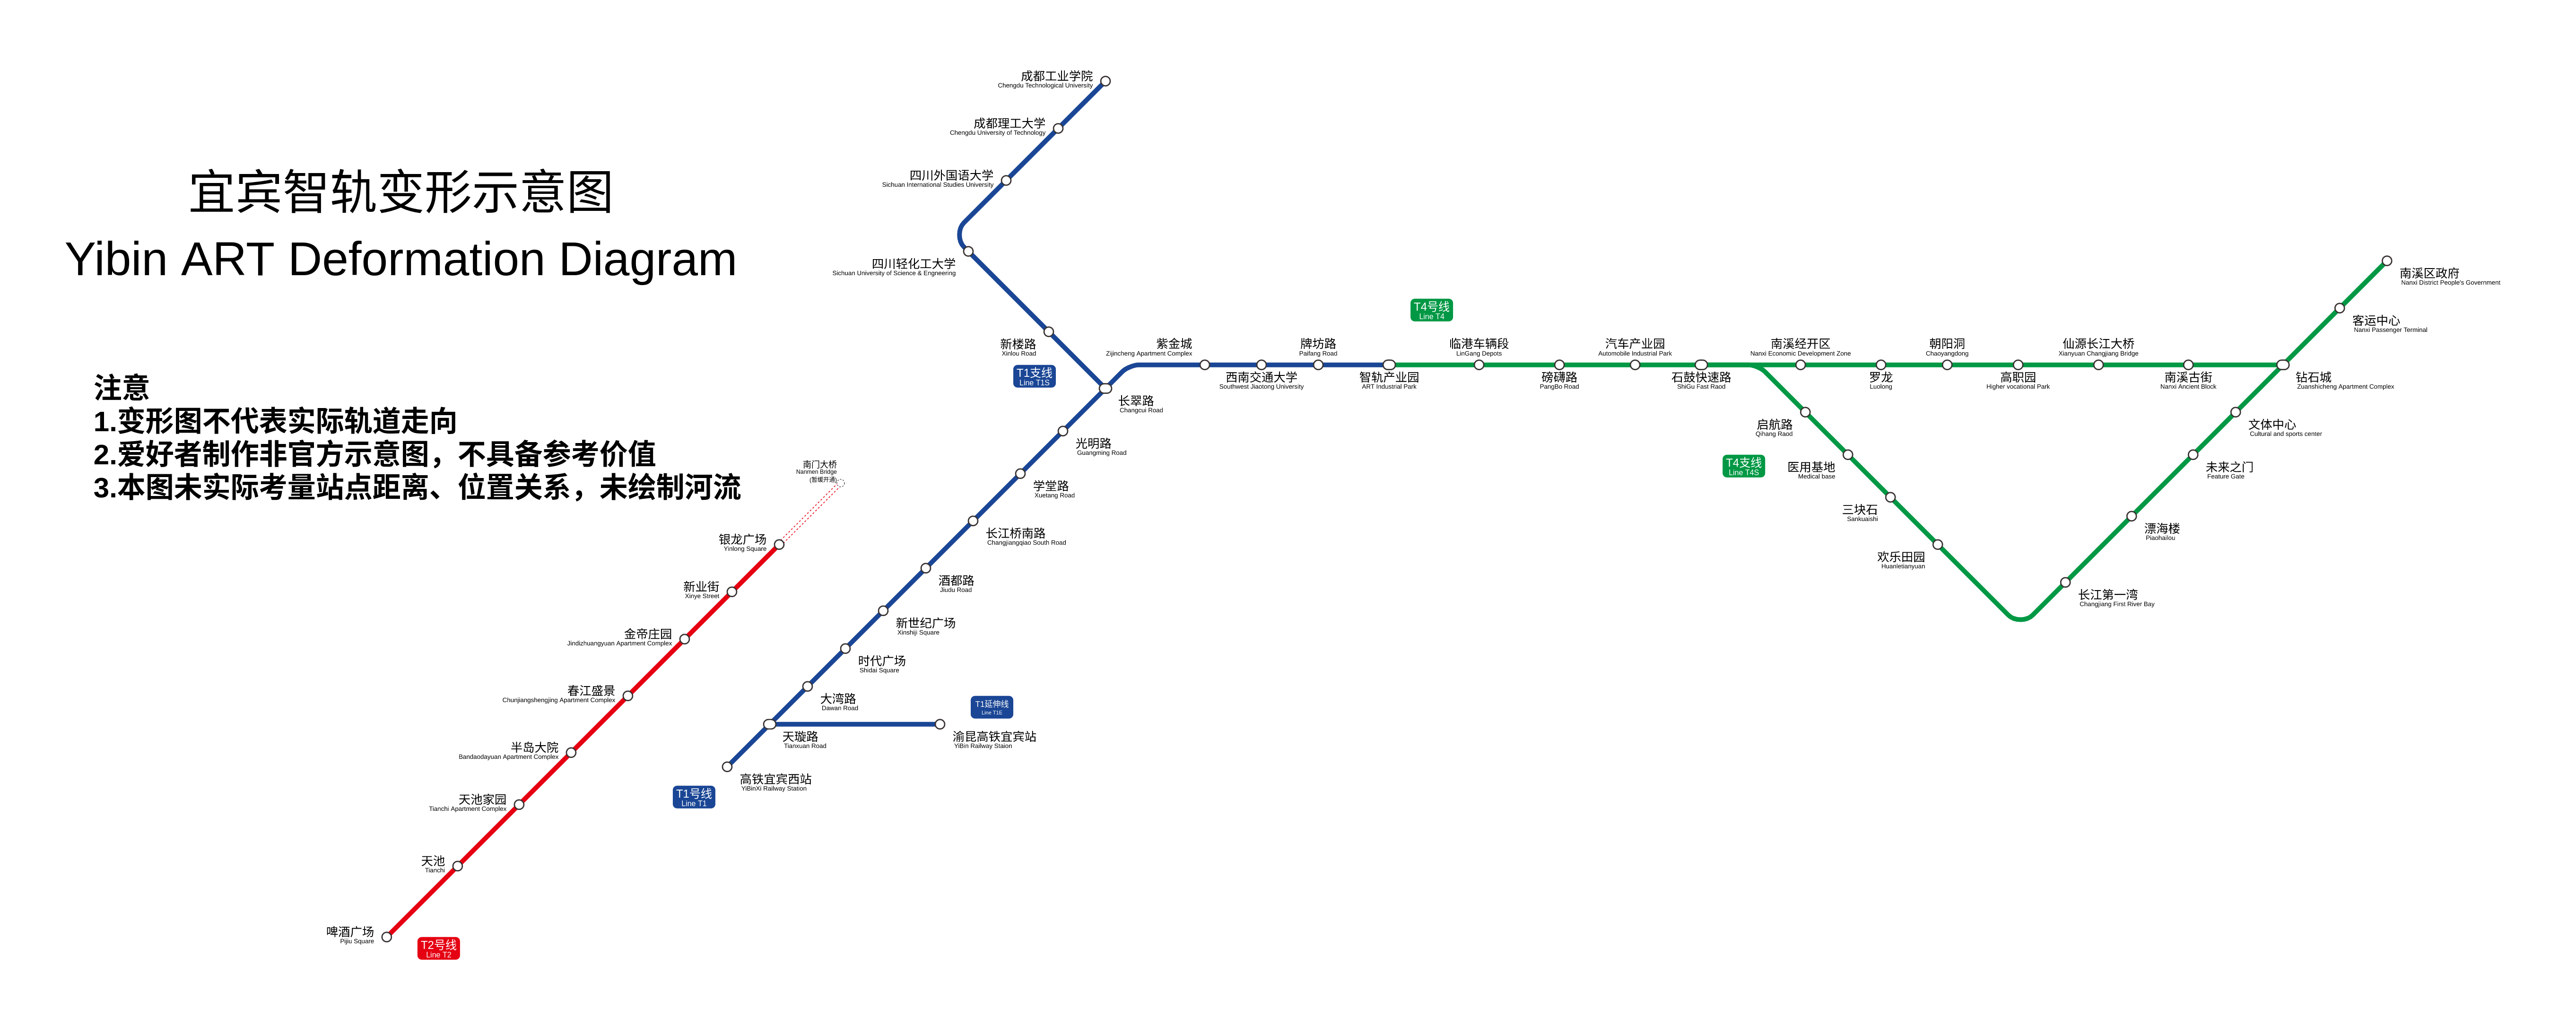 宜宾智轨变形示意图
Yibin ART Deformation Diagram
注意
1.变形图不代表实际轨道走向
2.爱好者制作非官方示意图，不具备参考价值
3.本图未实际考量站点距离、位置关系，未绘制河流
成都工业学院
Chengdu Technological University
成都理工大学
Chengdu University of Technology
四川外国语大学
Sichuan International Studies University
四川轻化工大学
Sichuan University of Science & Engneering
新楼路
Xinlou Road
T1支线
Line T1S
长翠路
Changcui Road
紫金城
Zijincheng Apartment Complex
西南交通大学
Southwest Jiaotong University
牌坊路
Paifang Road
智轨产业园
ART Industrial Park
T4号线
Line T4
临港车辆段
LinGang Depots
磅礴路
PangBo Road
汽车产业园
Automobile Industrial Park
石鼓快速路
ShiGu Fast Raod
南溪经开区
Nanxi Economic Development Zone
罗龙
Luolong
朝阳洞
Chaoyangdong
高职园
Higher vocational Park
仙源长江大桥
Xianyuan Changjiang Bridge
南溪古街
Nanxi Ancient Block
钻石城
Zuanshicheng Apartment Complex
客运中心
Nanxi Passenger Terminal
南溪区政府
Nanxi District People's Government
启航路
Qihang Raod
T4支线
Line T4S
医用基地
Medical base
三块石
Sankuaishi
欢乐田园
Huanletianyuan
长江第一湾
Changjiang First River Bay
漂海楼
Piaohailou
未来之门
Feature Gate
文体中心
Cultural and sports center
光明路
Guangming Road
学堂路
Xuetang Road
长江桥南路
Changjiangqiao South Road
酒都路
Jiudu Road
新世纪广场
Xinshiji Square
时代广场
Shidai Square
大湾路
Dawan Road
天璇路
Tianxuan Road
T1延伸线
Line T1E
渝昆高铁宜宾站
YiBin Railway Staion
高铁宜宾西站
YiBinXi Railway Station
T1号线
Line T1
南门大桥
Nanmen Bridge
(暂缓开通)
银龙广场
Yinlong Square
新业街
Xinye Street
金帝庄园
Jindizhuangyuan Apartment Complex
春江盛景
Chunjiangshengjing Apartment Complex
半岛大院
Bandaodayuan Apartment Complex
天池家园
Tianchi Apartment Complex
天池
Tianchi
啤酒广场
Pijiu Square
T2号线
Line T2